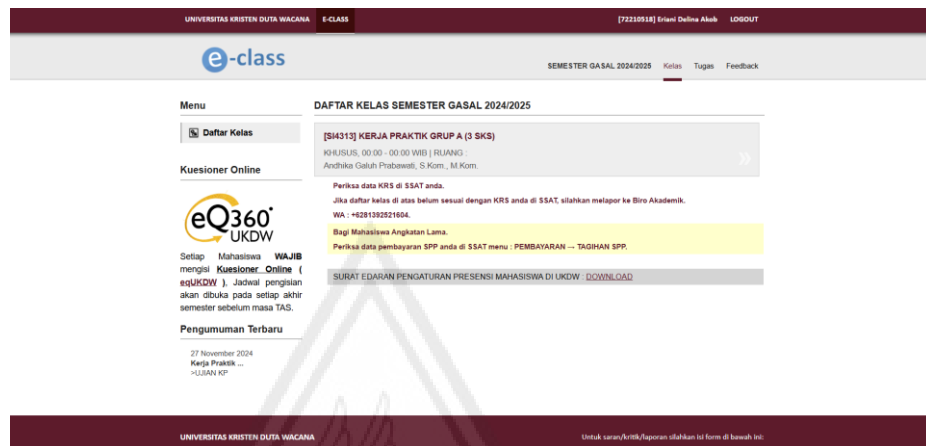 UNIVERSITAS KRISTEN DUTA WACANA E-CLASS [72210518] Eriani Delina Akob LOGOUT
e-class
SEMESTER GASAL 2024/2025 Kelas Tugas Feedback
Menu
Daftar Kelas
Kuesioner Online
eQ360°
UKDW
Setiap Mahasiswa WAJIB
mengisi Kuesioner Online (
eqUKDW ), Jadwal pengisian
akan dibuka pada setiap akhir
semester sebelum masa TAS.
Pengumuman Terbaru
27 November 2024
Kerja Praktik ...
>UJIAN KP
DAFTAR KELAS SEMESTER GASAL 2024/2025
[SI4313] KERJA PRAKTIK GRUP A (3 SKS)
KHUSUS, 00:00 - 00:00 WIB | RUANG :
Andhika Galuh Prabawati, S.Kom., M.Kom.
»
Periksa data KRS di SSAT anda.
Jika daftar kelas di atas belum sesuai dengan KRS anda di SSAT, silahkan melapor ke Biro Akademik.
WA : +6281392521604.
Bagi Mahasiswa Angkatan Lama.
Periksa data pembayaran SPP anda di SSAT menu : PEMBAYARAN → TAGIHAN SPP.
SURAT EDARAN PENGATURAN PRESENSI MAHASISWA DI UKDW : DOWNLOAD
UNIVERSITAS KRISTEN DUTA WACANA Untuk saran/kritik/laporan silahkan isi form di bawah ini: